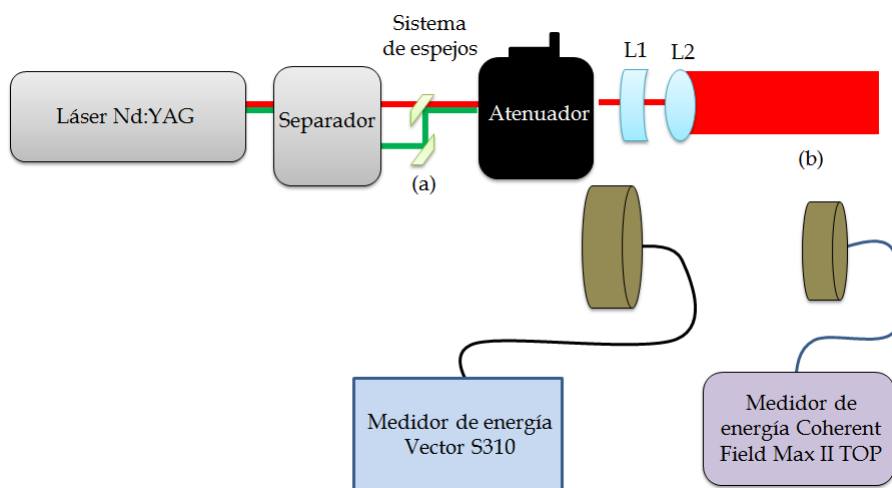 Sistema
de espejos
L1
L2
Láser Nd:YAG
Separador
Atenuador
(a)
(b)
Medidor de energía
Vector S310
Medidor de
energía Coherent
Field Max II TOP